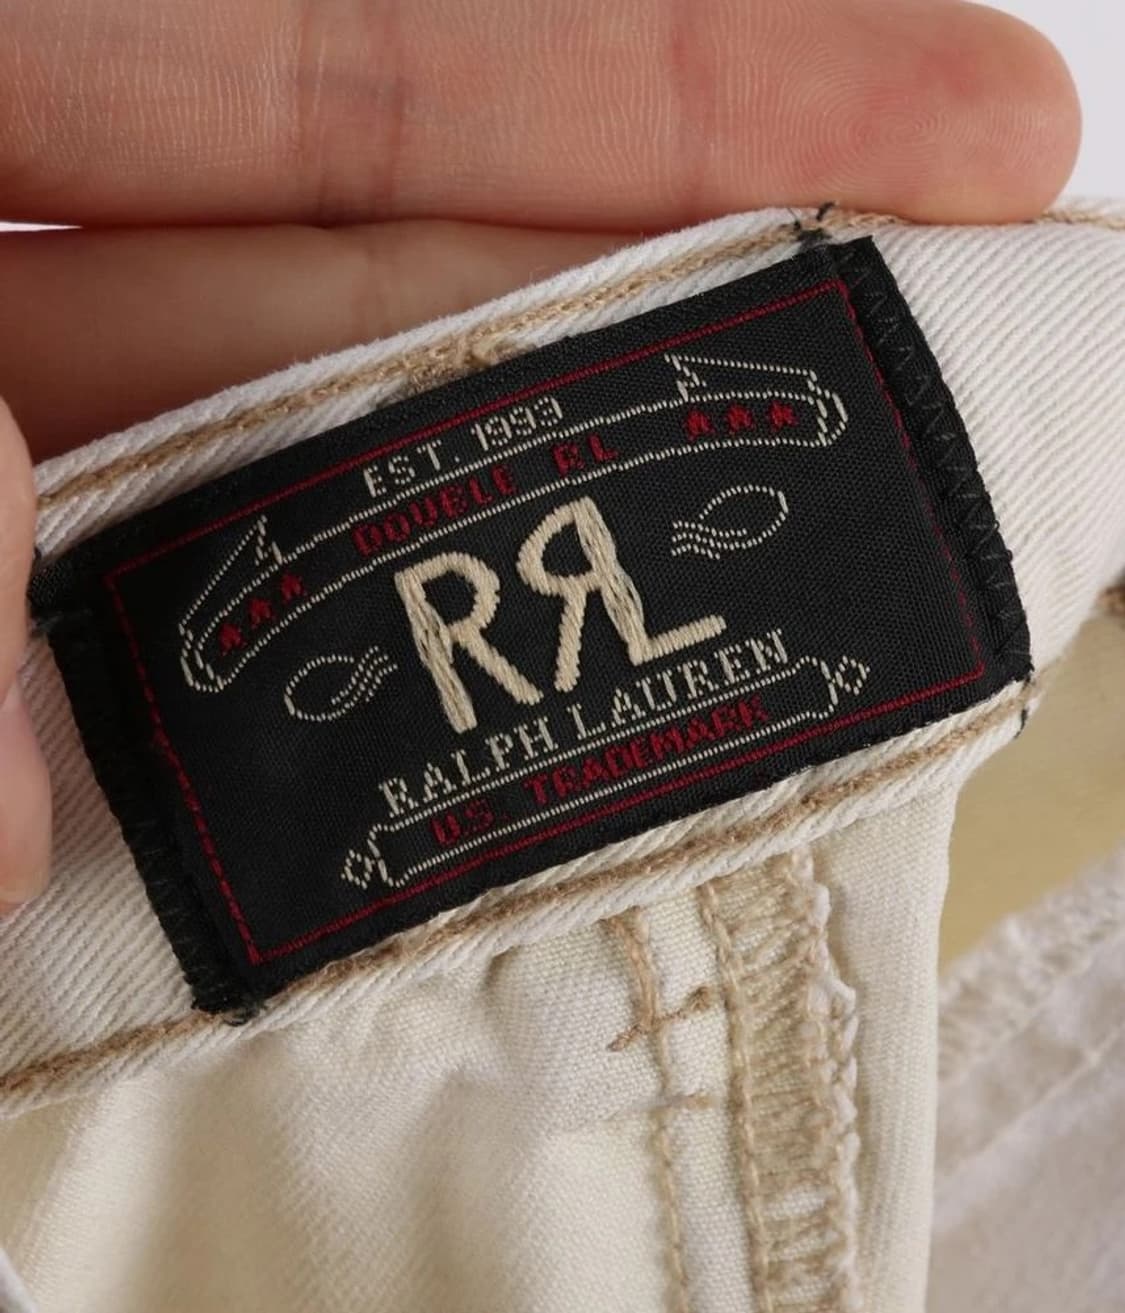 EST. 1993
DOUBLE RL
RRL
RALPH LAUREN
U.S. TRADEMARK